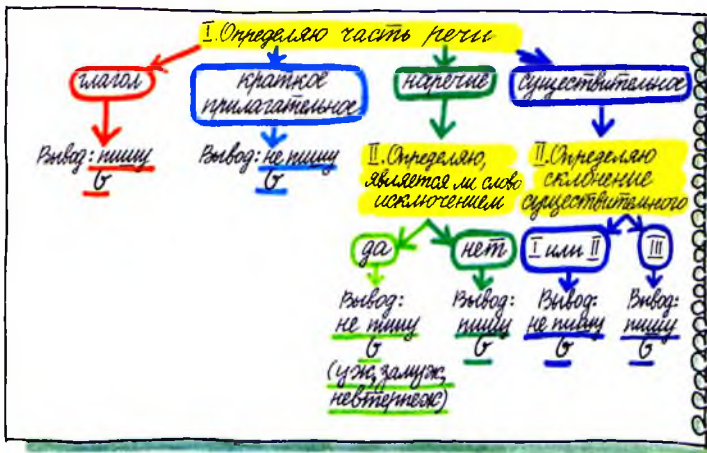 I. Определяю часть речи
глагол
краткое
прилагательное
наречие
существительное
Вывод: пишу
ь
Вывод: не пишу
ь
II. Определяю,
является ли слово
исключением
II. Определяю
склонение
существительного
да
нет
I или II
III
Вывод:
не пишу
ь
(уж, замуж,
невтерпеж)
Вывод:
пишу
ь
Вывод:
не пишу
ь
Вывод:
пишу
ь